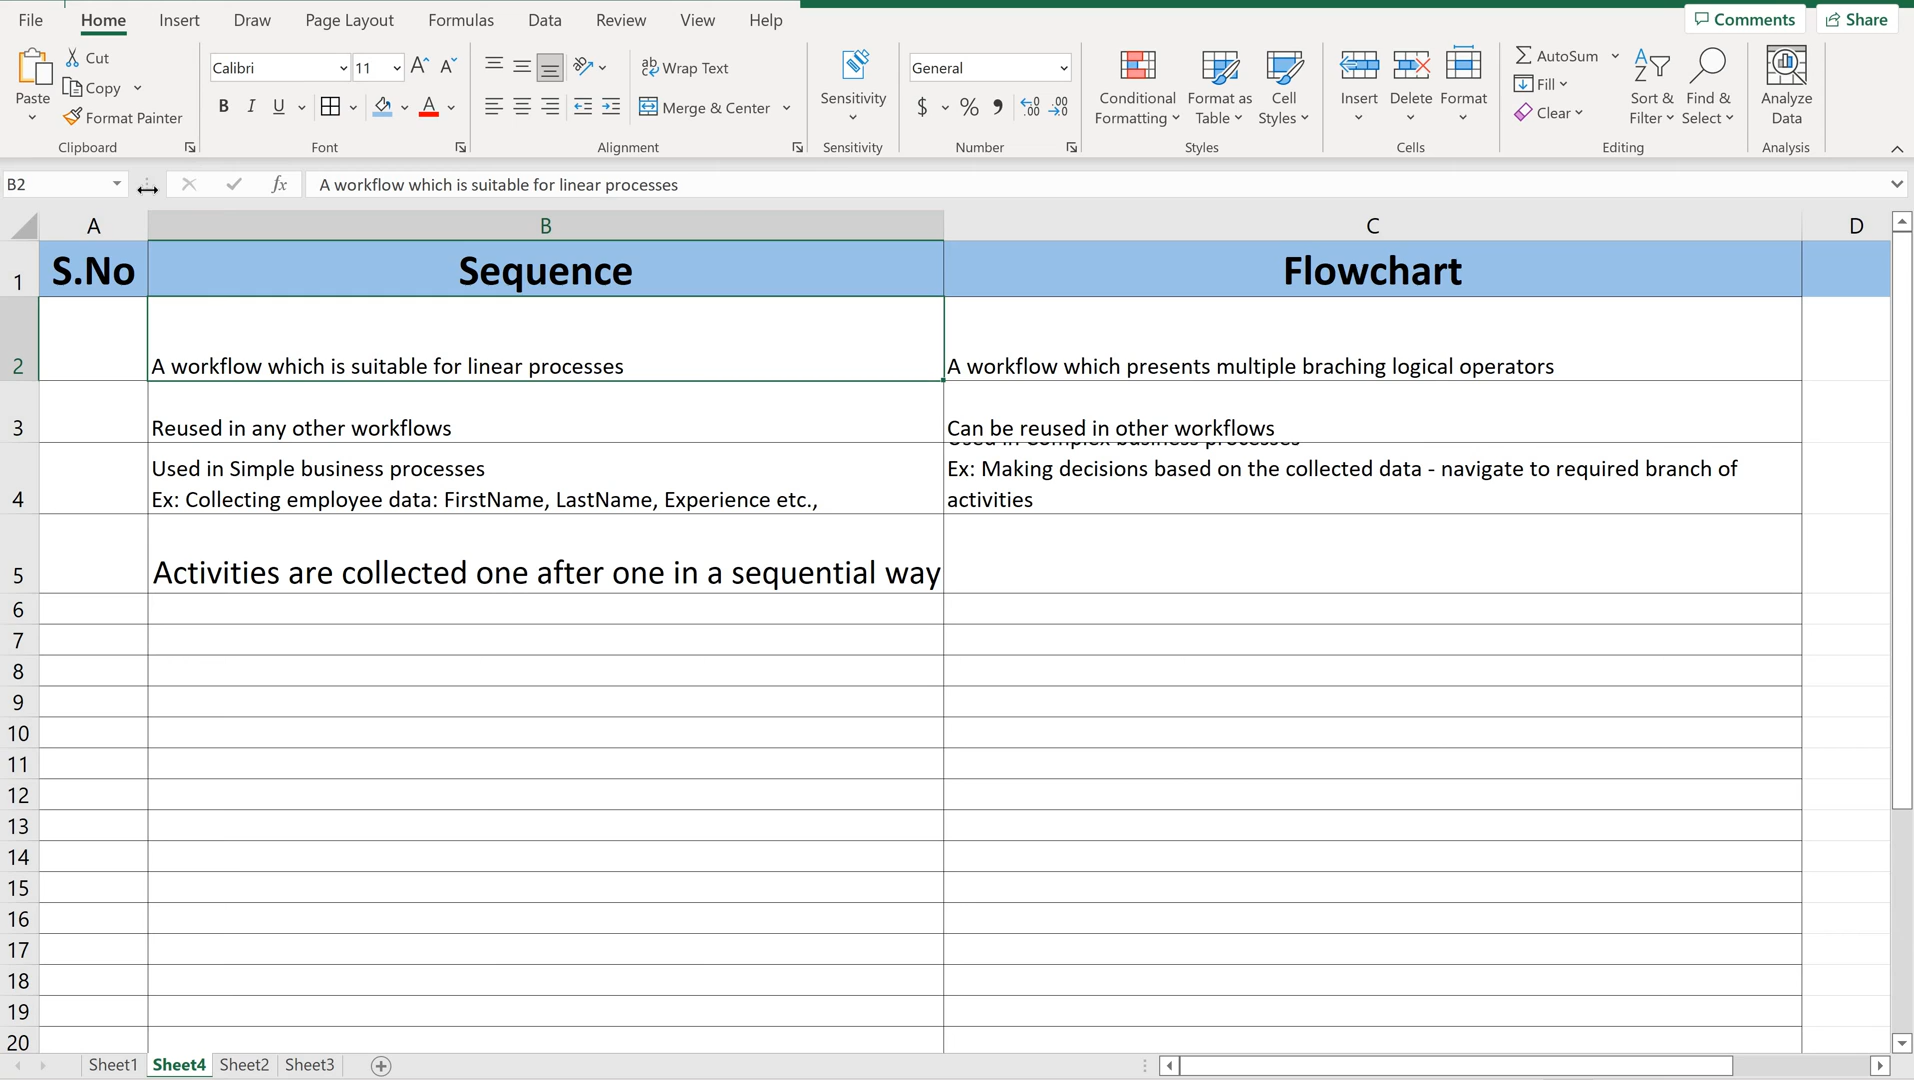 File Home Insert Draw Page Layout Formulas Data Review View Help Comments Share
Paste Cut Copy Format Painter Clipboard
Calibri 11 A A B I U A Font
ab Wrap Text Merge & Center Alignment
Sensitivity Sensitivity
General $ % , Number
Conditional Formatting Format as Table Cell Styles Styles
Insert Delete Format Cells
AutoSum Fill Clear Sort & Filter Find & Select Editing
Analyze Data Analysis
B2 fx A workflow which is suitable for linear processes
A B C D
1 S.No Sequence Flowchart
2 A workflow which is suitable for linear processes A workflow which presents multiple braching logical operators
3 Reused in any other workflows Can be reused in other workflows
Used in Complex business processes
Used in Simple business processes Ex: Making decisions based on the collected data - navigate to required branch of
4 Ex: Collecting employee data: FirstName, LastName, Experience etc., activities
5 Activities are collected one after one in a sequential way
6
7
8
9
10
11
12
13
14
15
16
17
18
19
20
Sheet1 Sheet4 Sheet2 Sheet3